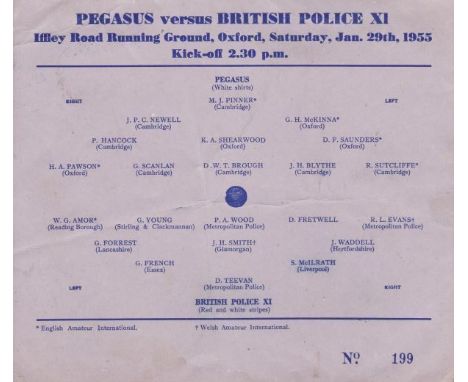 PEGASUS versus BRITISH POLICE XI
Iffley Road Running Ground, Oxford, Saturday, Jan. 29th, 1955
Kick-off 2.30 p.m.
PEGASUS
(White shirts)
RIGHT M. J. PINNER* LEFT
(Cambridge)
J. P. C. NEWELL G. H. McKINNA*
(Cambridge) (Oxford)
P. HANCOCK K. A. SHEARWOOD D. F. SAUNDERS*
(Cambridge) (Oxford) (Oxford)
H. A. PAWSON* G. SCANLAN D. W. T. BROUGH J. H. BLYTHE R. SUTCLIFFE*
(Oxford) (Cambridge) (Cambridge) (Cambridge) (Cambridge)
W. G. AMOR* G. YOUNG P. A. WOOD D. FRETWELL R. L. EVANS†
(Reading Borough) (Stirling & Clackmannan) (Metropolitan Police) (Metropolitan Police)
G. FORREST J. H. SMITH† J. WADDELL
(Lancashire) (Glamorgan) (Hertfordshire)
G. FRENCH S. McILRATH
(Essex) (Liverpool)
D. TEEVAN
LEFT (Metropolitan Police) RIGHT
BRITISH POLICE XI
(Red and white stripes)
* English Amateur International. † Welsh Amateur International.
No. 199